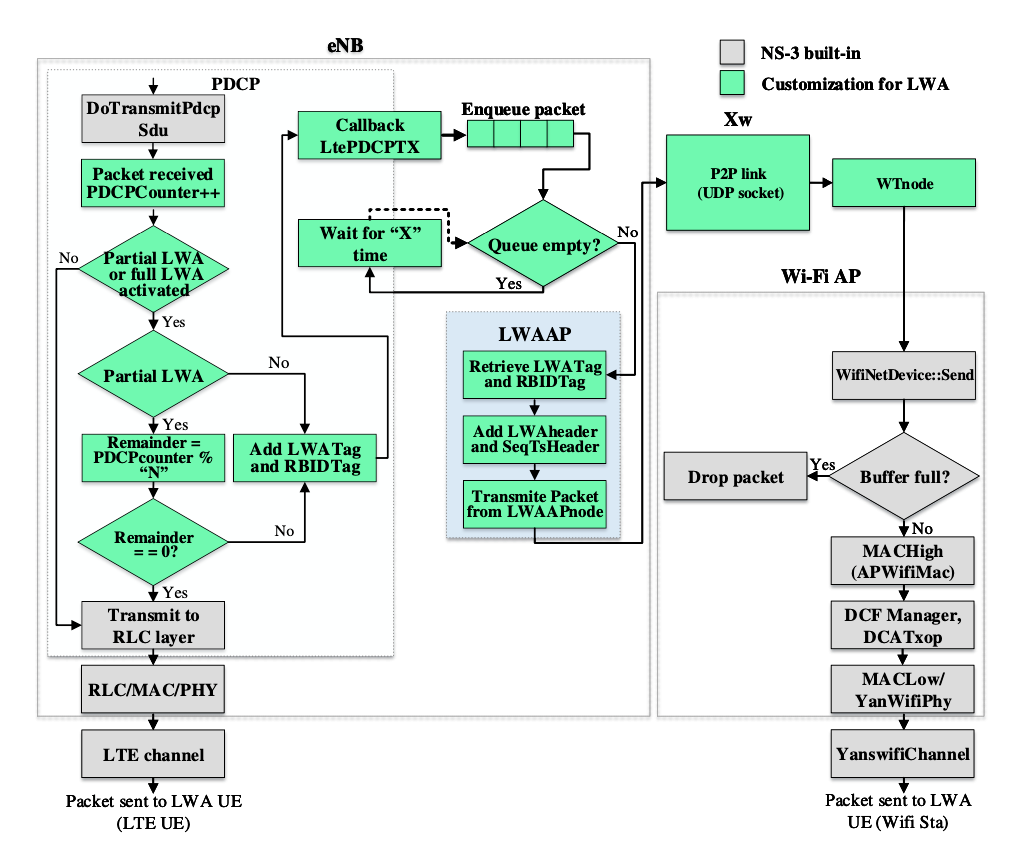 eNB
NS-3 built-in
Customization for LWA
PDCP
DoTransmitPdcp
Sdu
Packet received
PDCPCounter++
No
Partial LWA
or full LWA
activated
Yes
Partial LWA
No
Yes
Remainder =
PDCPcounter %
“N”
Add LWATag
and RBIDTag
Remainder
= = 0?
No
Yes
Transmit to
RLC layer
RLC/MAC/PHY
LTE channel
Packet sent to LWA UE
(LTE UE)
Callback
LtePDCPTX
Enqueue packet
Wait for “X”
time
Queue empty?
No
Yes
LWAAP
Retrieve LWATag
and RBIDTag
Add LWAheader
and SeqTsHeader
Transmite Packet
from LWAAPnode
Xw
P2P link
(UDP socket)
WTnode
Wi-Fi AP
WifiNetDevice::Send
Buffer full?
Yes
Drop packet
No
MACHigh
(APWifiMac)
DCF Manager,
DCATxop
MACLow/
YanWifiPhy
YanswifiChannel
Packet sent to LWA
UE (Wifi Sta)